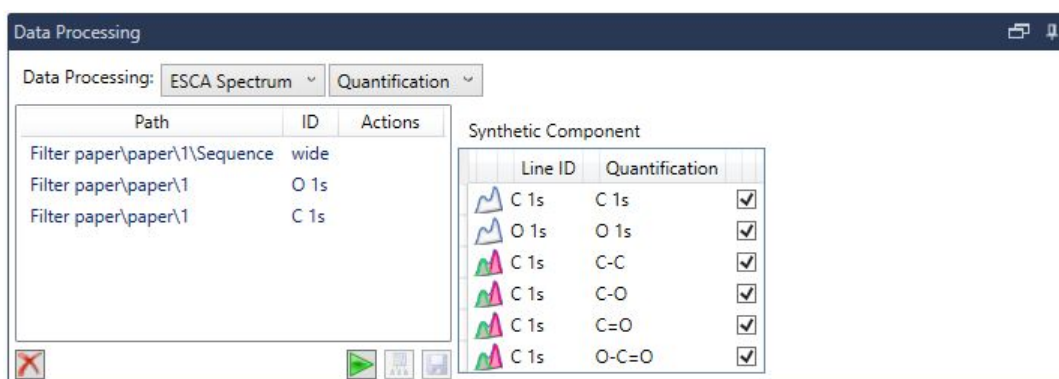 Data Processing
Data Processing: ESCA Spectrum Quantification
Path ID Actions
Filter paper\paper\1\Sequence wide
Filter paper\paper\1 O 1s
Filter paper\paper\1 C 1s
Synthetic Component
Line ID Quantification
C 1s C 1s
O 1s O 1s
C 1s C-C
C 1s C-O
C 1s C=O
C 1s O-C=O